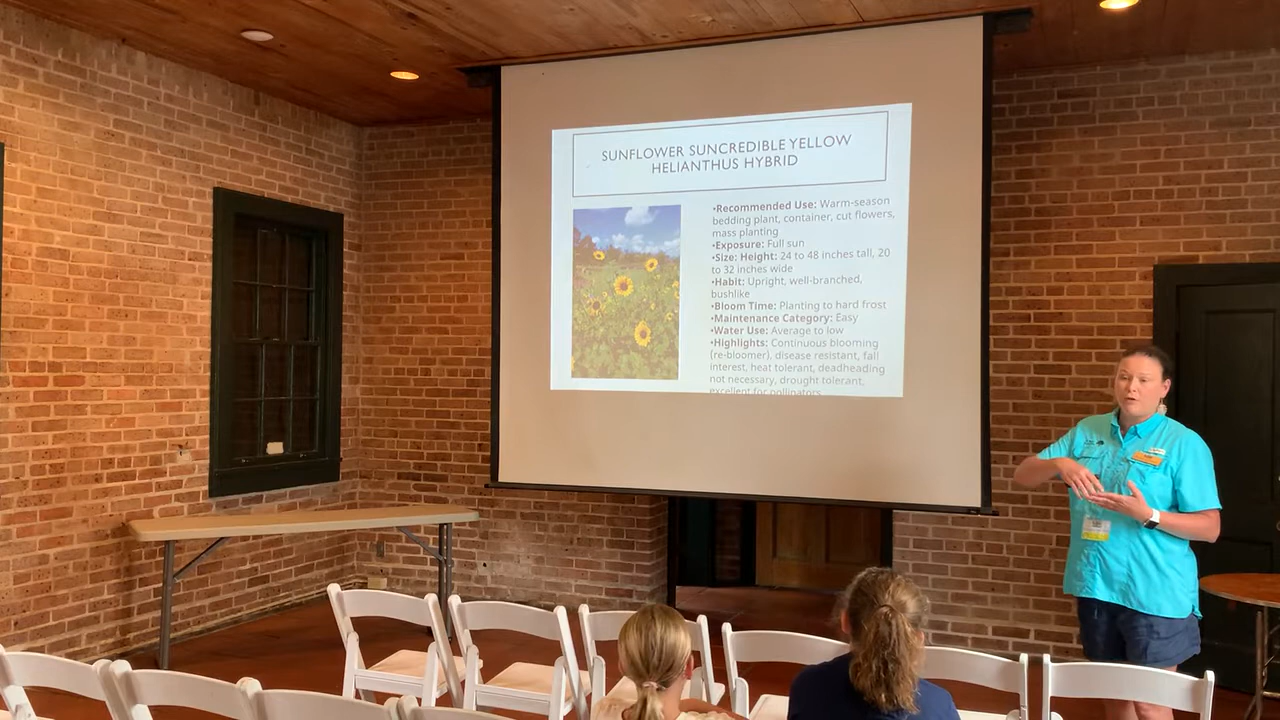 SUNFLOWER SUNCREDIBLE YELLOW
HELIANTHUS HYBRID
•Recommended Use: Warm-season
bedding plant, container, cut flowers,
mass planting
•Exposure: Full sun
•Size: Height: 24 to 48 inches tall, 20
to 32 inches wide
•Habit: Upright, well-branched,
bushlike
•Bloom Time: Planting to hard frost
•Maintenance Category: Easy
•Water Use: Average to low
•Highlights: Continuous blooming
(re-bloomer), disease resistant, fall
interest, heat tolerant, deadheading
not necessary, drought tolerant,
excellent for pollinators